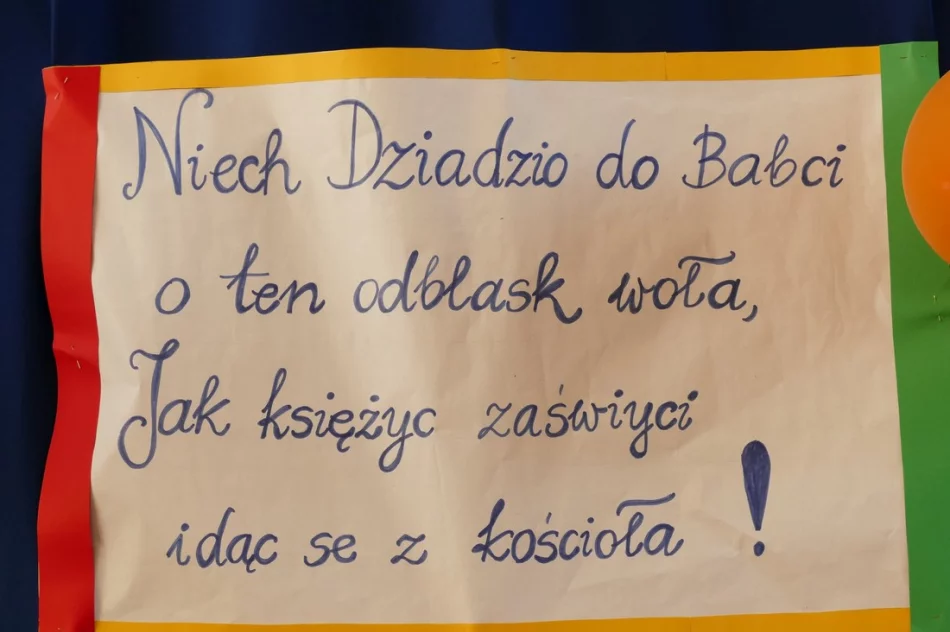 Niech Dziadzio do Babci
o ten odblask woła,
Jak księżyc zaświyci
idąc se z kościoła !